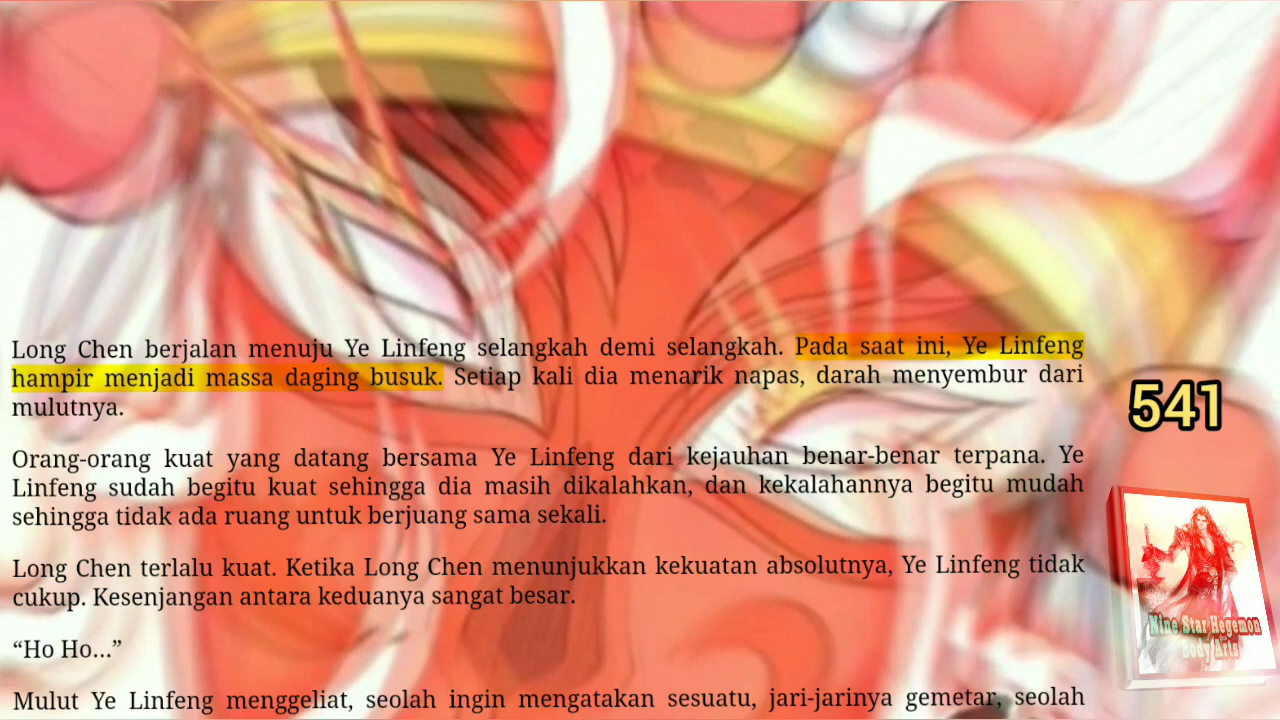 Long Chen berjalan menuju Ye Linfeng selangkah demi selangkah. Pada saat ini, Ye Linfeng
hampir menjadi massa daging busuk. Setiap kali dia menarik napas, darah menyembur dari
mulutnya.
Orang-orang kuat yang datang bersama Ye Linfeng dari kejauhan benar-benar terpana. Ye
Linfeng sudah begitu kuat sehingga dia masih dikalahkan, dan kekalahannya begitu mudah
sehingga tidak ada ruang untuk berjuang sama sekali.
Long Chen terlalu kuat. Ketika Long Chen menunjukkan kekuatan absolutnya, Ye Linfeng tidak
cukup. Kesenjangan antara keduanya sangat besar.
“Ho Ho...”
Mulut Ye Linfeng menggeliat, seolah ingin mengatakan sesuatu, jari-jarinya gemetar, seolah
541
Nine Star Hegemon
Body Arts